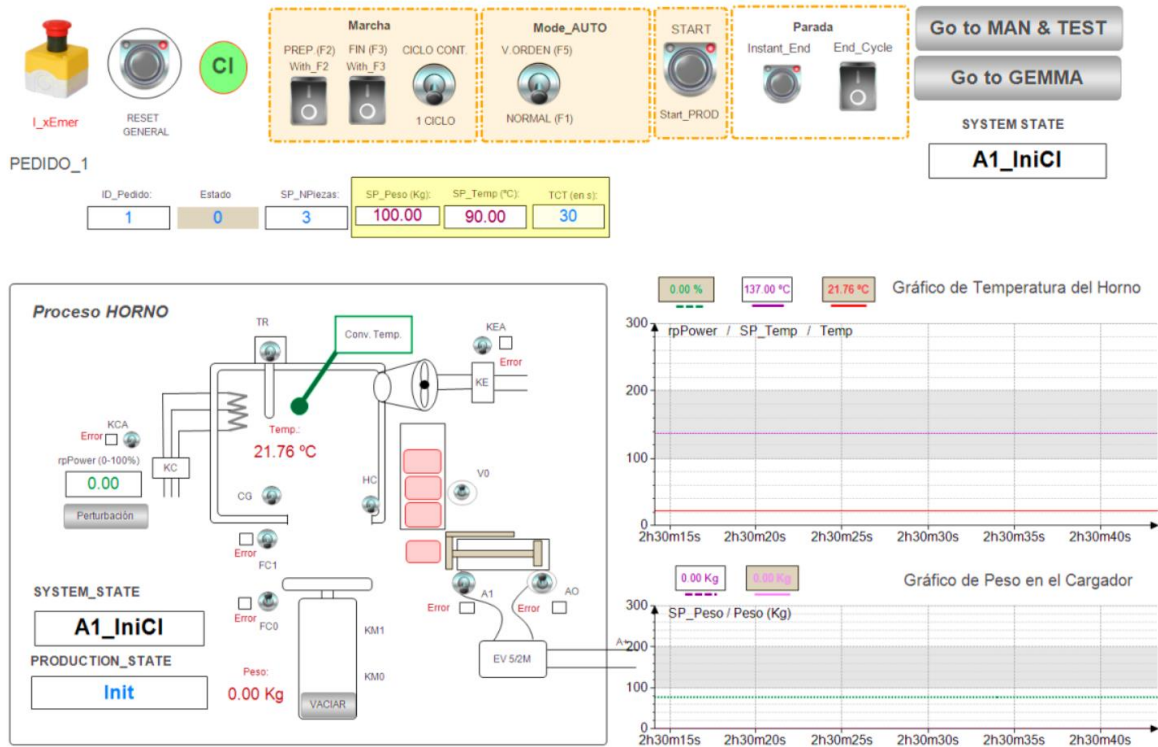 Marcha
Mode_AUTO
START
Parada
Go to MAN & TEST
PREP (F2)
With_F2
FIN (F3)
With_F3
CICLO CONT.
V.ORDEN (F5)
Instant_End
End_Cycle
CI
Go to GEMMA
I_xEmer
RESET
GENERAL
1 CICLO
NORMAL (F1)
Start_PROD
SYSTEM STATE
A1_IniCI
PEDIDO_1
ID_Pedido:
Estado
SP_NPiezas:
SP_Peso (Kg):
SP_Temp (ºC):
TCT (en s):
1
0
3
100.00
90.00
30
Proceso HORNO
TR
Conv. Temp.
KEA
Error
KE
KCA
Error
Temp.:
21.76 ºC
rpPower (0-100%)
0.00
KC
Perturbación
CG
HC
V0
Error
FC1
A1
AO
Error
Error
SYSTEM_STATE
A1_IniCI
Error
FC0
KM1
EV 5/2M
PRODUCTION_STATE
Init
Peso:
0.00 Kg
KM0
VACIAR
0.00 %
137.00 ºC
21.76 ºC
Gráfico de Temperatura del Horno
rpPower / SP_Temp / Temp
300
200
100
0
2h30m15s
2h30m20s
2h30m25s
2h30m30s
2h30m35s
2h30m40s
0.00 Kg
0.00 Kg
Gráfico de Peso en el Cargador
SP_Peso / Peso (Kg)
300
200
100
0
2h30m15s
2h30m20s
2h30m25s
2h30m30s
2h30m35s
2h30m40s